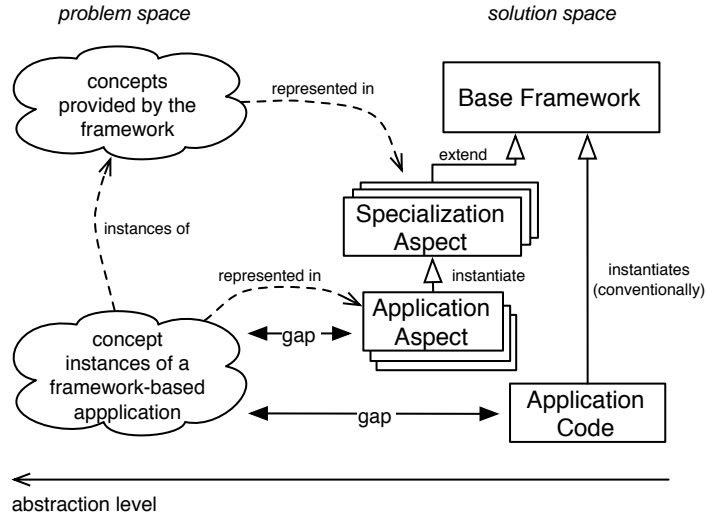 problem space
solution space
concepts
provided by the
framework
represented in
Base Framework
extend
Specialization
Aspect
instances of
represented in
instantiate
instantiates
(conventionally)
Application
Aspect
concept
instances of a
framework-based
appplication
gap
gap
Application
Code
abstraction level